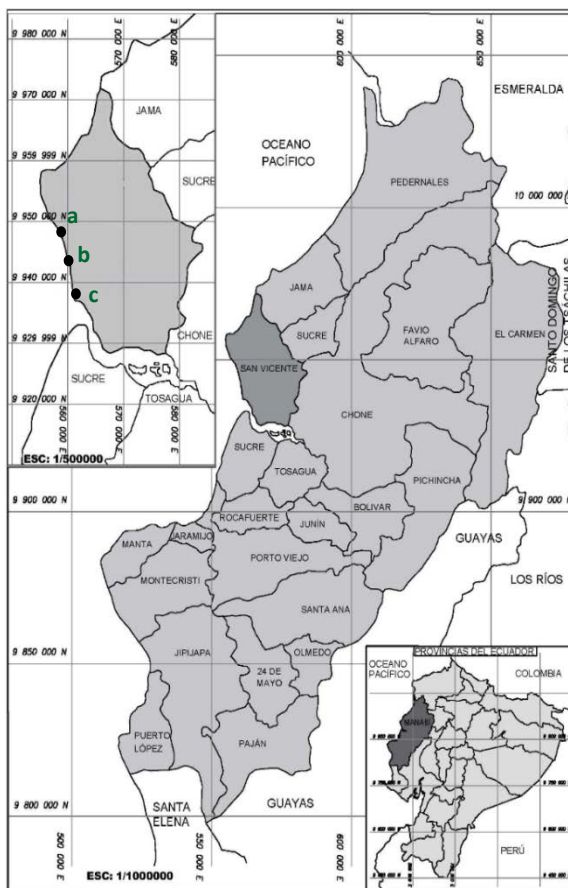 9 980 000 N
570 000 E
580 000 E
9 970 000 N
JAMA
9 959 999 N
SUCRE
9 950 000 N
a
b
9 940 000 N
c
9 929 999 N
CHONE
SUCRE
TOSAGUA
9 920 000 N
560 000 E
570 000 E
580 000 E
ESC: 1/500000
600 000 E
650 000 E
ESMERALDA
OCEANO
PACÍFICO
PEDERNALES
10 000 000
JAMA
SUCRE
FAVIO
ALFARO
EL CARMEN
SANTO DOMINGO
DE LOS TRÁCHILAS
SAN VICENTE
CHONE
SUCRE
TOSAGUA
PICHINCHA
9 900 000 N
BOLIVAR
9 900 000 N
ROCAFUERTE
JUNÍN
JARAMIJO
MANTA
PORTO VIEJO
GUAYAS
MONTECRISTI
LOS RÍOS
SANTA ANA
9 850 000 N
JIPIJAPA
OLMEDO
24 DE
MAYO
PUERTO
LÓPEZ
PAJÁN
9 800 000 N
SANTA
ELENA
GUAYAS
500 000 E
550 000 E
600 000 E
ESC: 1/1000000
PROVINCIAS DEL ECUADOR
OCEANO
PACÍFICO
COLOMBIA
MANABI
PERÚ